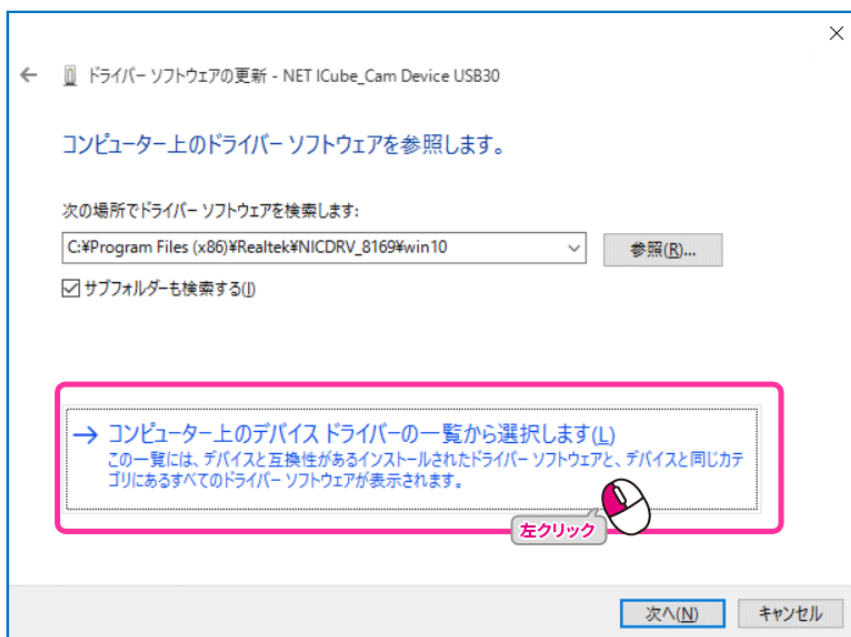 ドライバー ソフトウェアの更新 - NET ICube_Cam Device USB30
コンピューター上のドライバー ソフトウェアを参照します。
次の場所でドライバー ソフトウェアを検索します:
C:¥Program Files (x86)¥Realtek¥NICDRV_8169¥win10
参照(R)...
サブフォルダーも検索する(I)
コンピューター上のデバイス ドライバーの一覧から選択します(L)
この一覧には、デバイスと互換性があるインストールされたドライバー ソフトウェアと、デバイスと同じカテ
ゴリにあるすべてのドライバー ソフトウェアが表示されます。
左クリック
次へ(N)
キャンセル